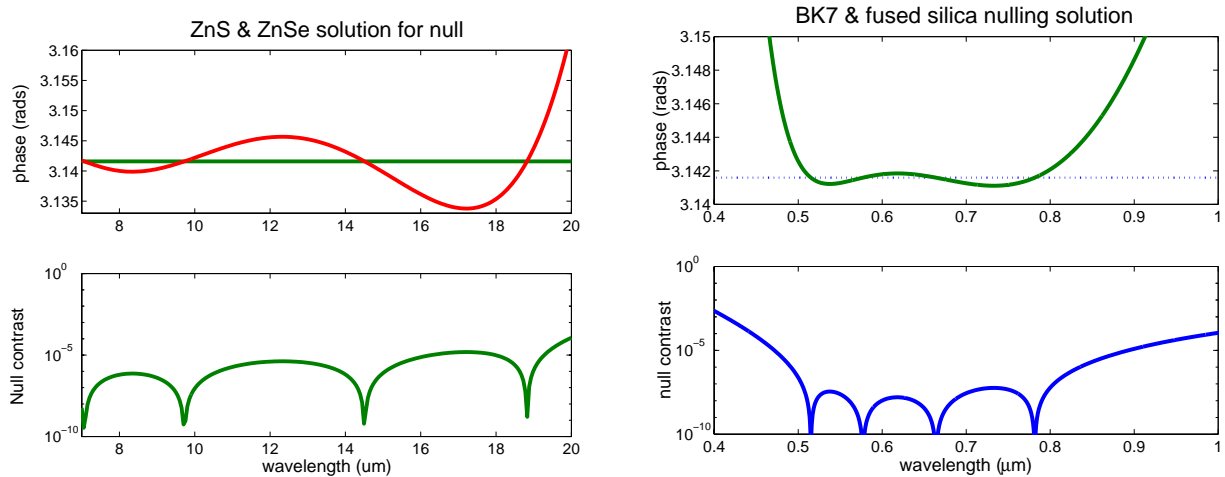 ZnS & ZnSe solution for null
3.16
3.155
3.15
3.145
3.14
3.135
phase (rads)
8 10 12 14 16 18 20
10^0
10^-5
10^-10
Null contrast
8 10 12 14 16 18 20
wavelength (um)
BK7 & fused silica nulling solution
3.15
3.148
3.146
3.144
3.142
3.14
phase (rads)
0.4 0.5 0.6 0.7 0.8 0.9 1
10^0
10^-5
10^-10
null contrast
0.4 0.5 0.6 0.7 0.8 0.9 1
wavelength (μm)